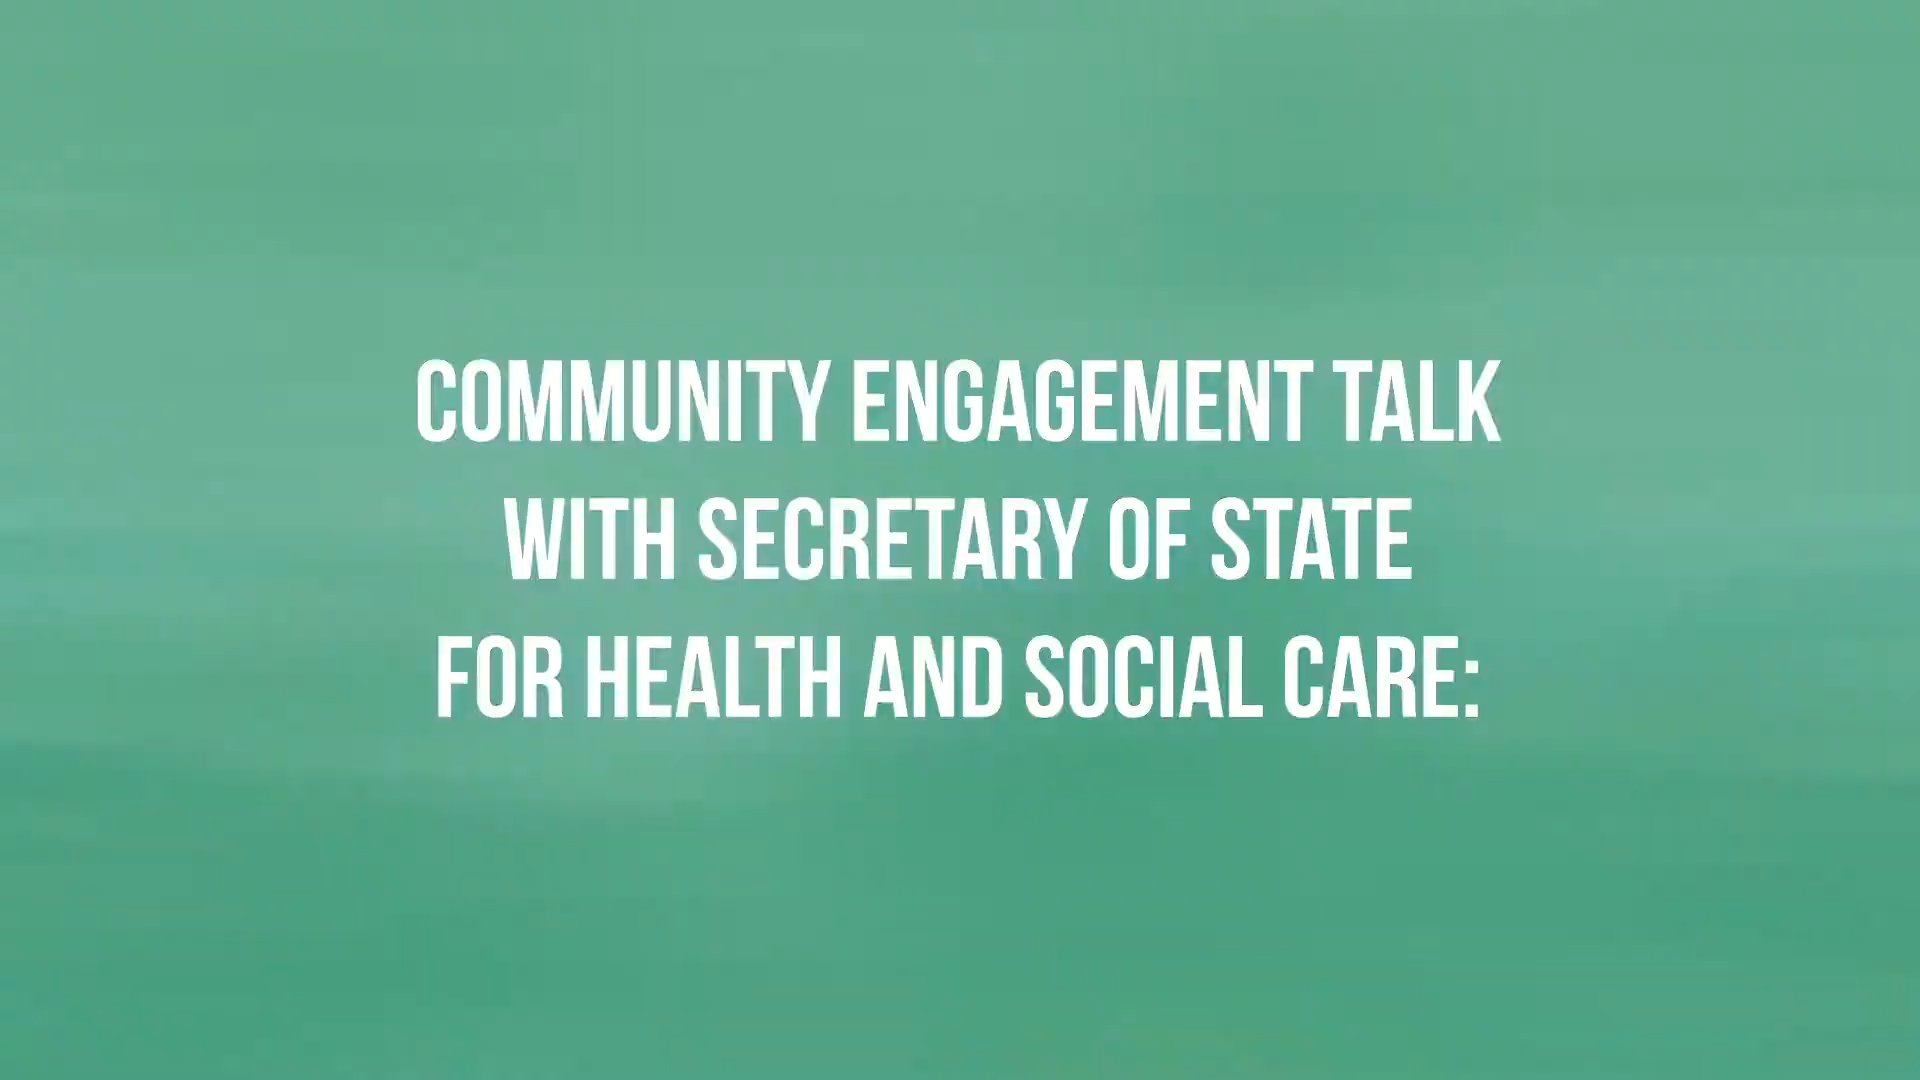 COMMUNITY ENGAGEMENT TALK
WITH SECRETARY OF STATE
FOR HEALTH AND SOCIAL CARE: